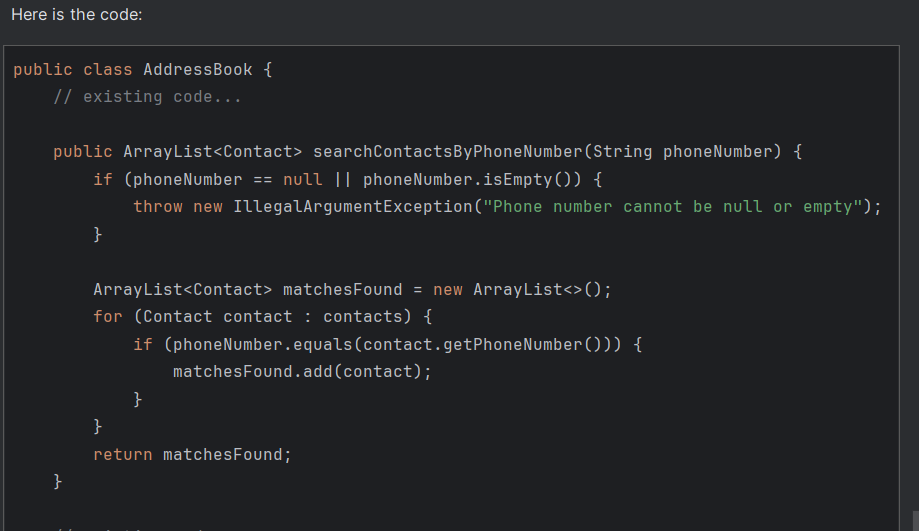 Here is the code:
public class AddressBook {
// existing code...
public ArrayList<Contact> searchContactsByPhoneNumber(String phoneNumber) {
if (phoneNumber == null || phoneNumber.isEmpty()) {
throw new IllegalArgumentException("Phone number cannot be null or empty");
}
ArrayList<Contact> matchesFound = new ArrayList<>();
for (Contact contact : contacts) {
if (phoneNumber.equals(contact.getPhoneNumber())) {
matchesFound.add(contact);
}
}
return matchesFound;
}